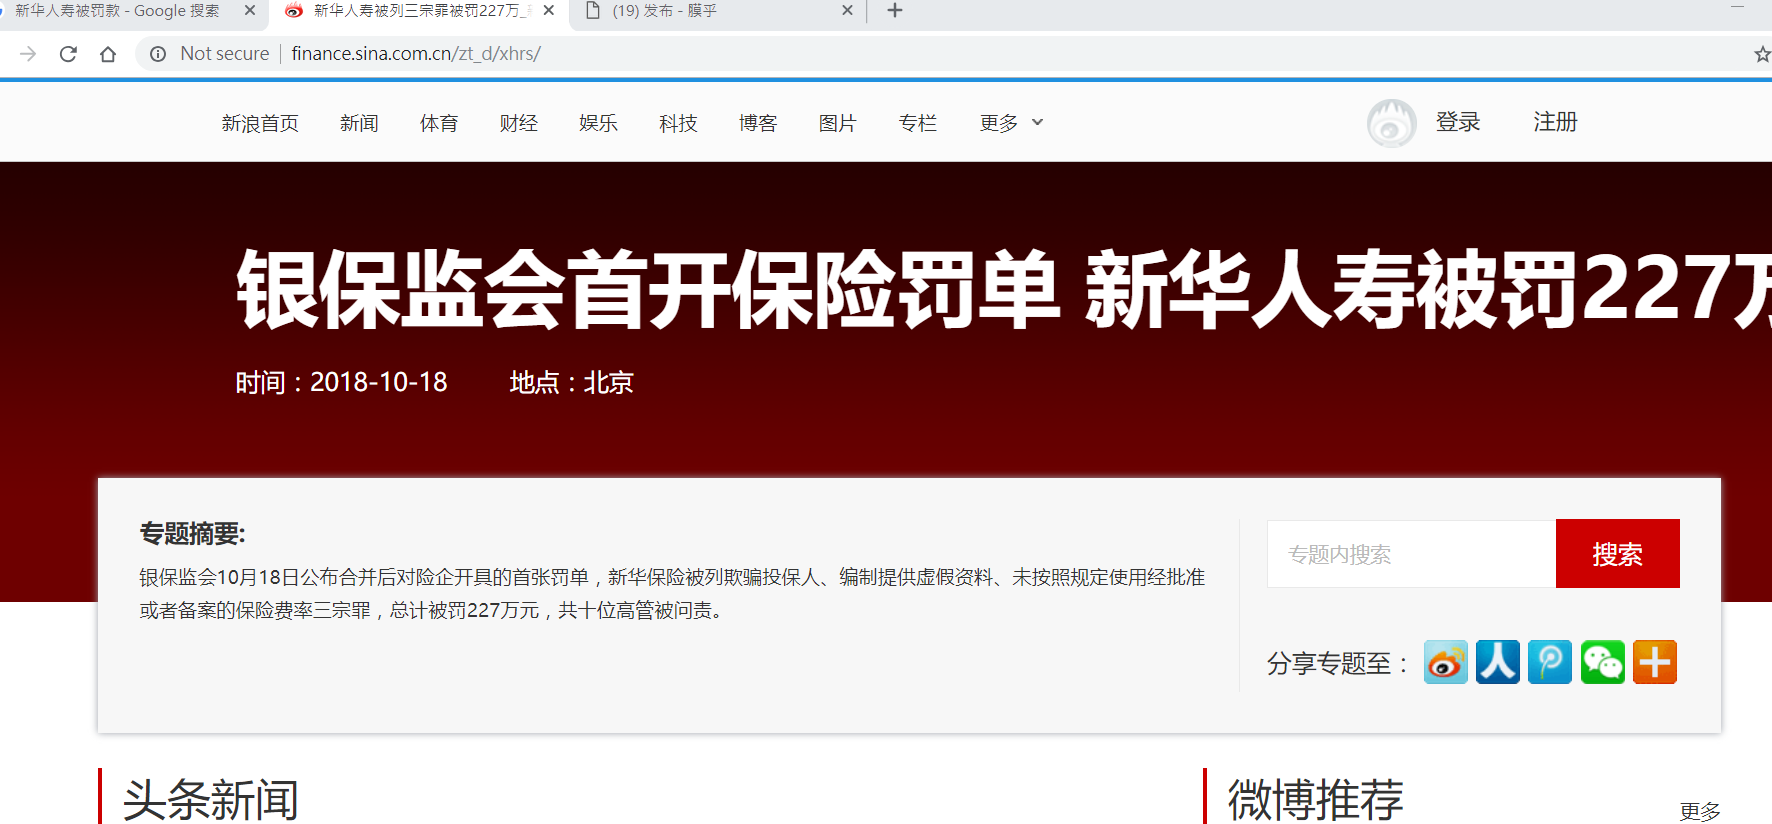 新华人寿被罚款 - Google 搜索
新华人寿被列三宗罪被罚227万_
(19) 发布 - 膜乎
Not secure
finance.sina.com.cn/zt_d/xhrs/
新浪首页 新闻 体育 财经 娱乐 科技 博客 图片 专栏 更多
登录 注册
银保监会首开保险罚单 新华人寿被罚227万
时间：2018-10-18 地点：北京
专题摘要:
银保监会10月18日公布合并后对险企开具的首张罚单，新华保险被列欺骗投保人、编制提供虚假资料、未按照规定使用经批准
或者备案的保险费率三宗罪，总计被罚227万元，共十位高管被问责。
专题内搜索
搜索
分享专题至：
头条新闻
微博推荐
更多